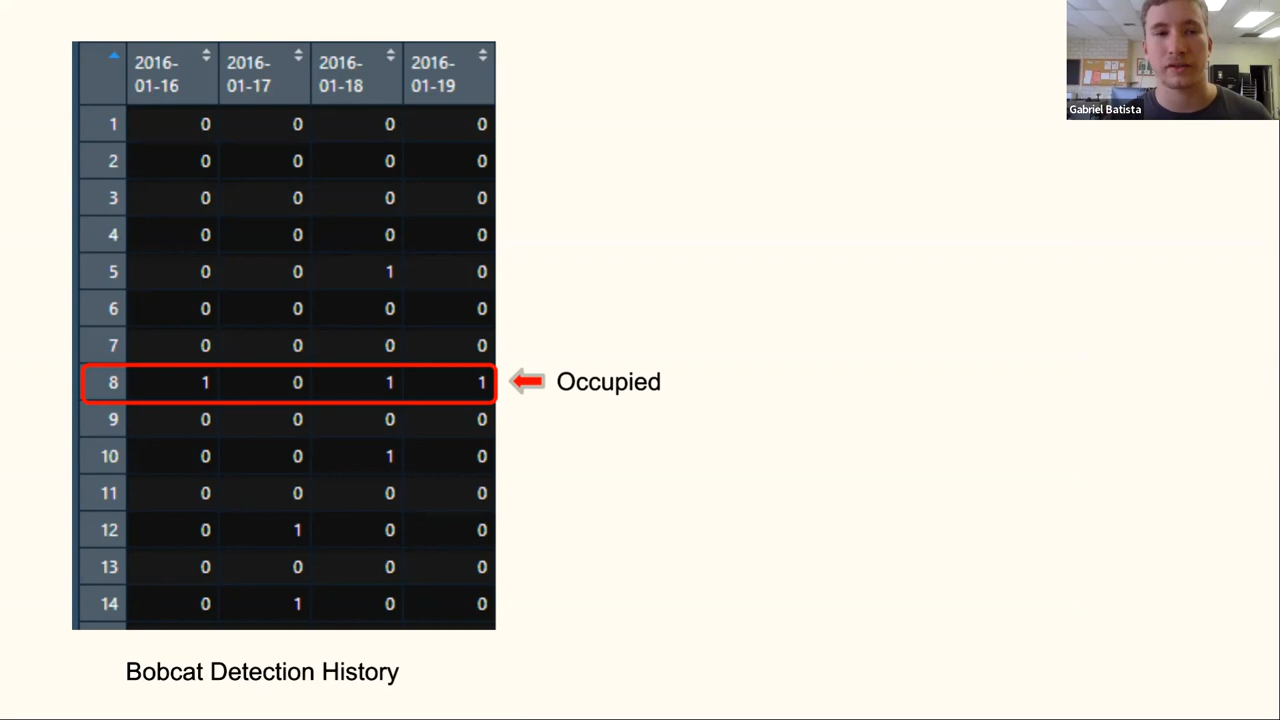 2016-01-16 2016-01-17 2016-01-18 2016-01-19
1 0 0 0 0
2 0 0 0 0
3 0 0 0 0
4 0 0 0 0
5 0 0 1 0
6 0 0 0 0
7 0 0 0 0
8 1 0 1 1 Occupied
9 0 0 0 0
10 0 0 1 0
11 0 0 0 0
12 0 1 0 0
13 0 0 0 0
14 0 1 0 0
Bobcat Detection History
Gabriel Batista